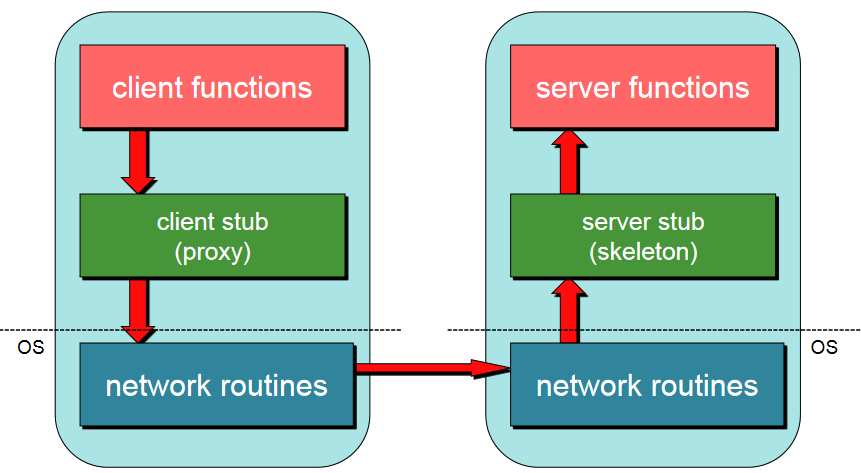 client functions
server functions
client stub
(proxy)
server stub
(skeleton)
OS
OS
network routines
network routines